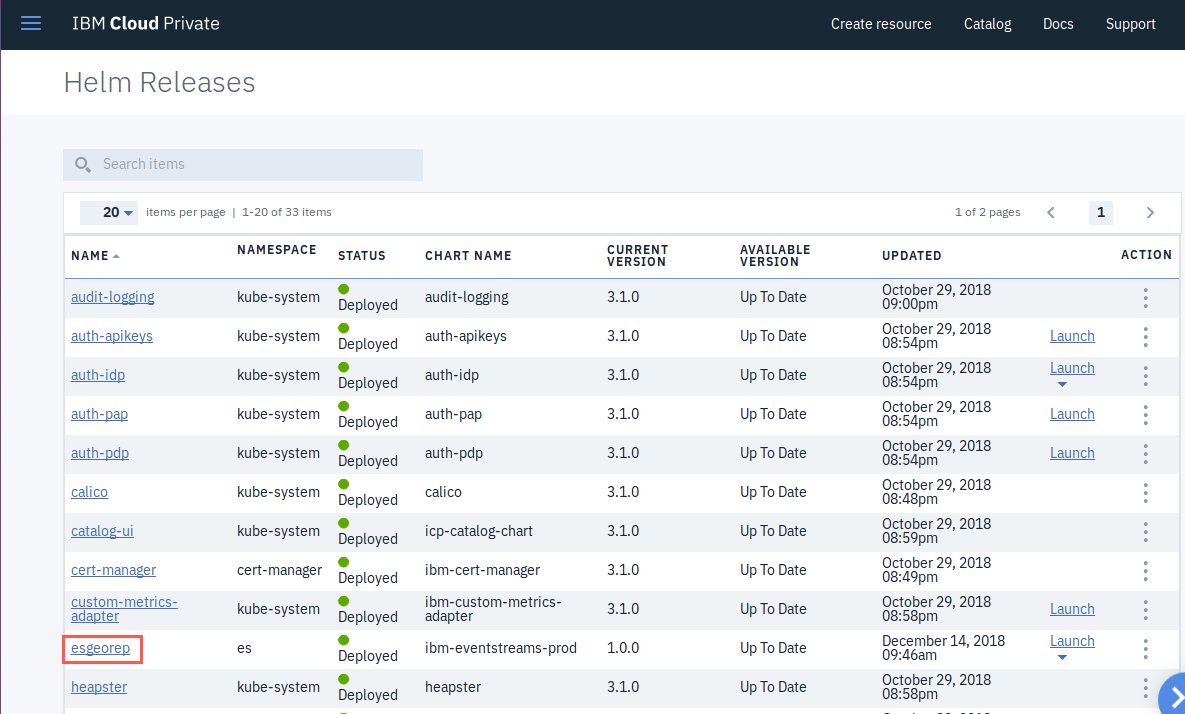 IBM Cloud Private Create resource Catalog Docs Support
Helm Releases
Search items
20 items per page | 1-20 of 33 items 1 of 2 pages 1
NAME NAMESPACE STATUS CHART NAME CURRENT VERSION AVAILABLE VERSION UPDATED ACTION
audit-logging kube-system Deployed audit-logging 3.1.0 Up To Date October 29, 2018 09:00pm
auth-apikeys kube-system Deployed auth-apikeys 3.1.0 Up To Date October 29, 2018 08:54pm Launch
auth-idp kube-system Deployed auth-idp 3.1.0 Up To Date October 29, 2018 08:54pm Launch
auth-pap kube-system Deployed auth-pap 3.1.0 Up To Date October 29, 2018 08:54pm Launch
auth-pdp kube-system Deployed auth-pdp 3.1.0 Up To Date October 29, 2018 08:54pm Launch
calico kube-system Deployed calico 3.1.0 Up To Date October 29, 2018 08:48pm
catalog-ui kube-system Deployed icp-catalog-chart 3.1.0 Up To Date October 29, 2018 08:59pm
cert-manager cert-manager Deployed ibm-cert-manager 3.1.0 Up To Date October 29, 2018 08:49pm
custom-metrics-adapter kube-system Deployed ibm-custom-metrics-adapter 3.1.0 Up To Date October 29, 2018 08:58pm Launch
esgeorep es Deployed ibm-eventstreams-prod 1.0.0 Up To Date December 14, 2018 09:46am Launch
heapster kube-system Deployed heapster 3.1.0 Up To Date October 29, 2018 08:58pm